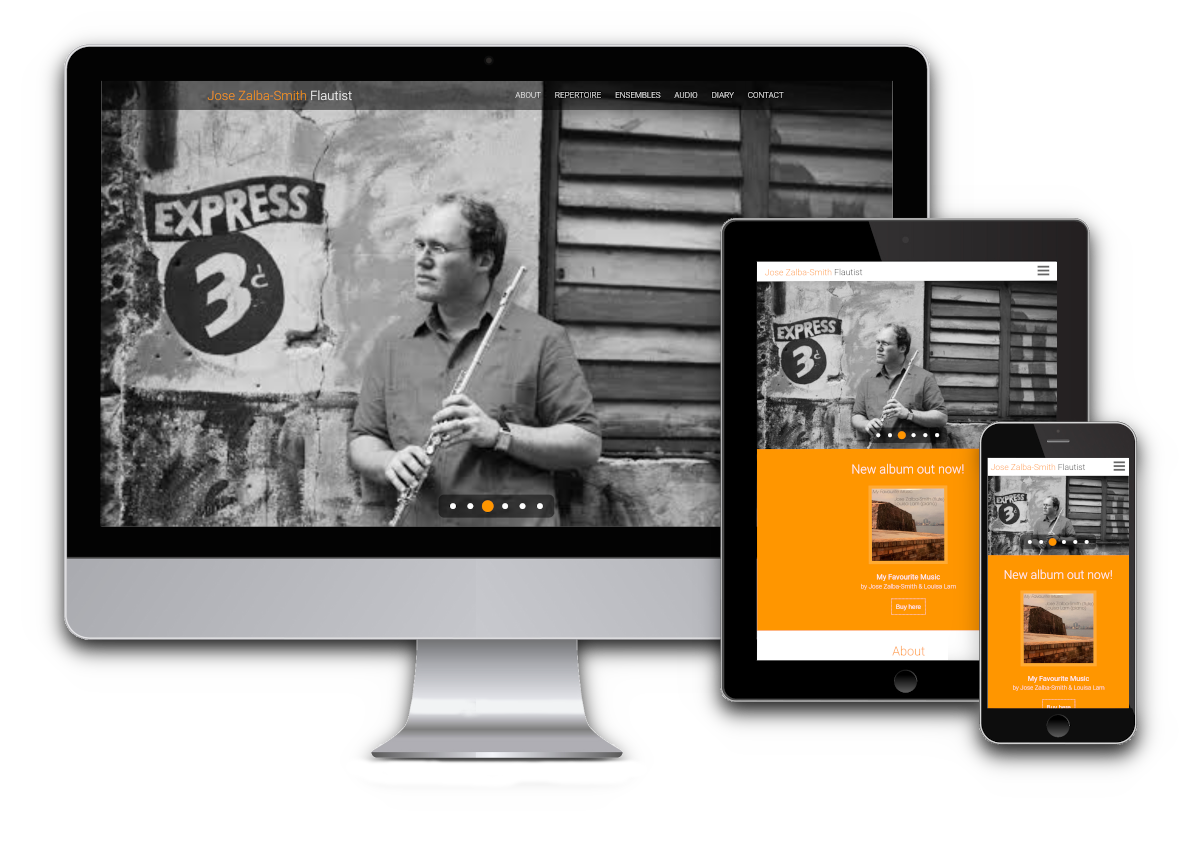 Jose Zalba-Smith Flautist
ABOUT REPERTOIRE ENSEMBLES AUDIO DIARY CONTACT
EXPRESS
3¢
Jose Zalba-Smith Flautist
EXPRESS
3¢
New album out now!
My Favourite Music
by Jose Zalba-Smith & Louisa Lam
Buy here
About
Jose Zalba-Smith Flautist
EXPRESS
3¢
New album out now!
My Favourite Music
by Jose Zalba-Smith & Louisa Lam
Buy here